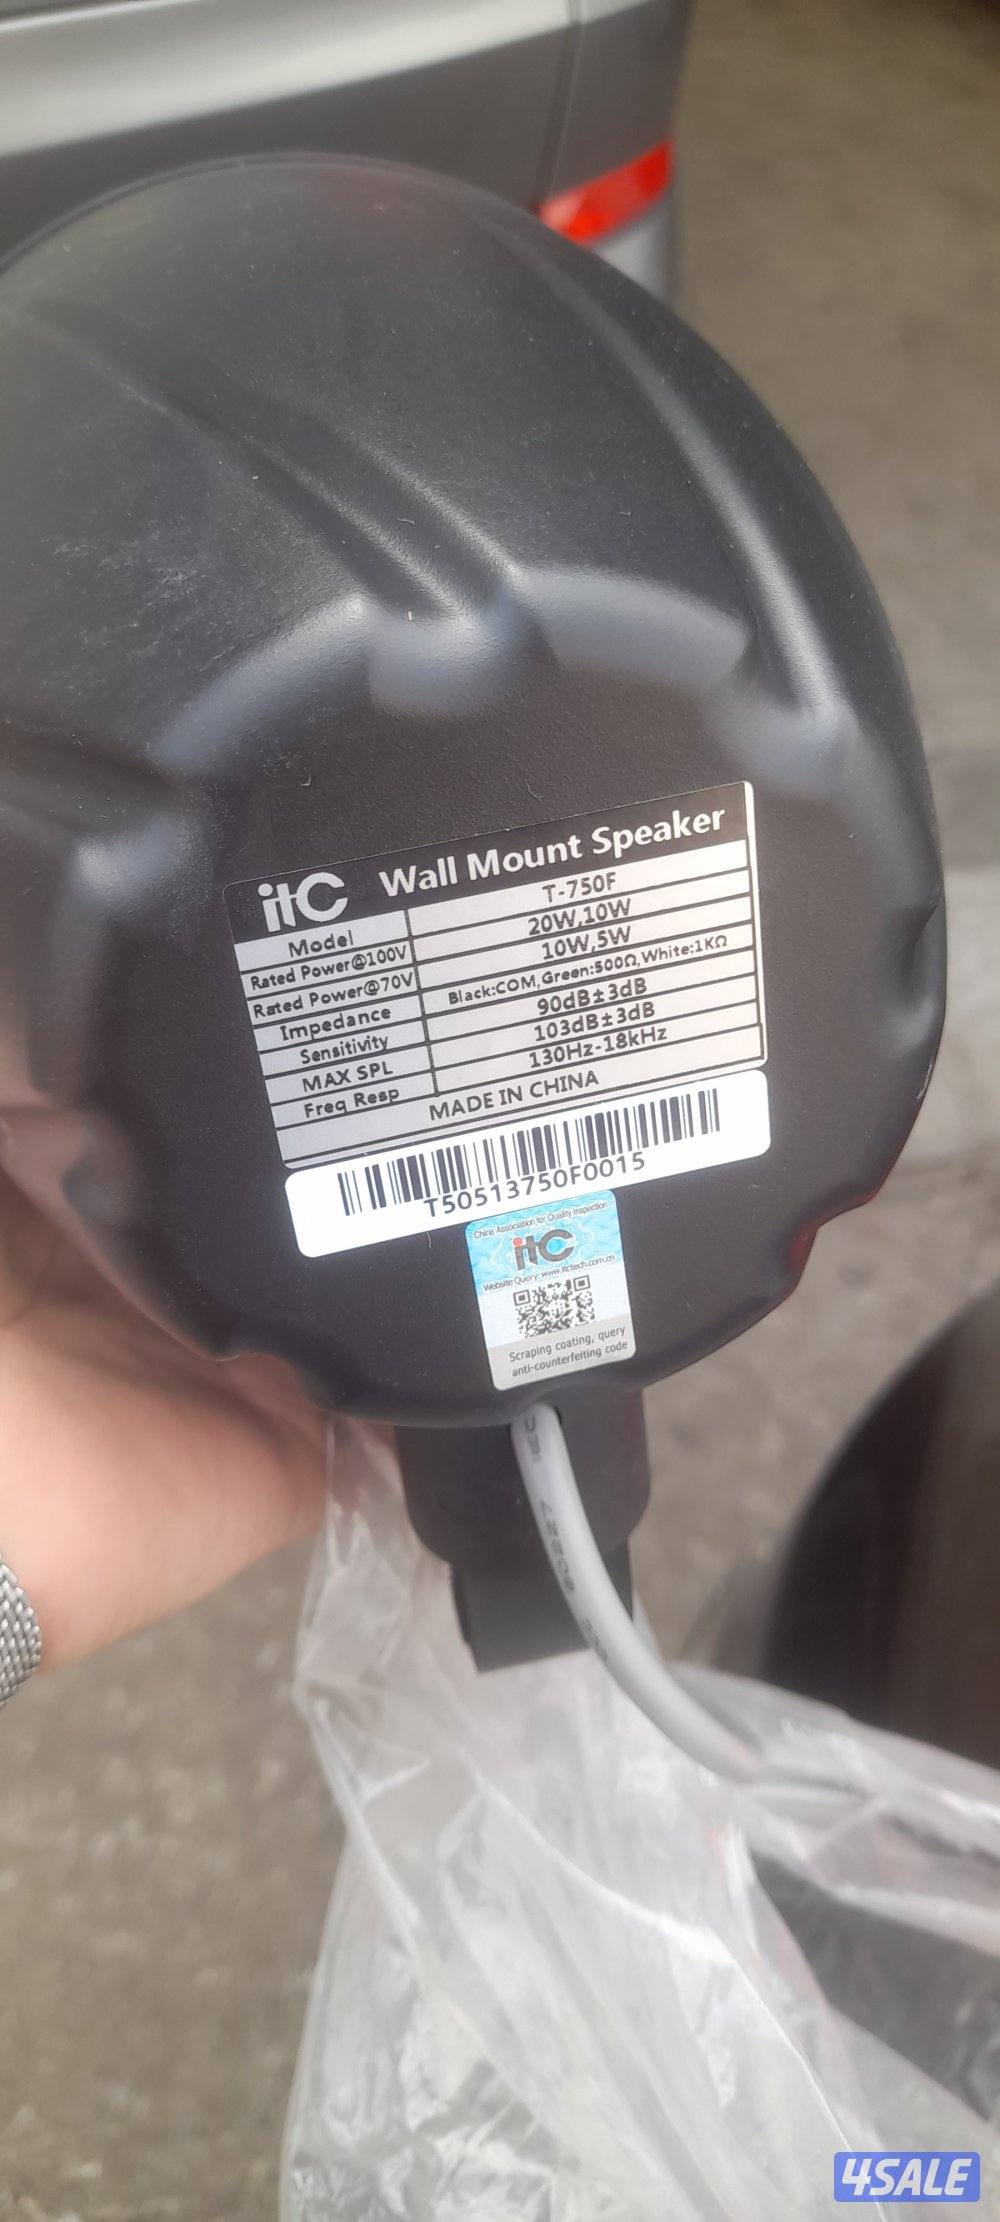 itC Wall Mount Speaker
Model T-750F
Rated Power@100V 20W,10W
Rated Power@70V 10W,5W
Impedance Black:COM,Green:500Ω,White:1KΩ
Sensitivity 90dB±3dB
MAX SPL 103dB±3dB
Freq Resp 130Hz-18kHz
MADE IN CHINA
T50513750F0015
China Association for Quality Inspection
itC
Website Query: www.itctech.com.cn
Scraping coating, query
anti-counterfeiting code
4SALE